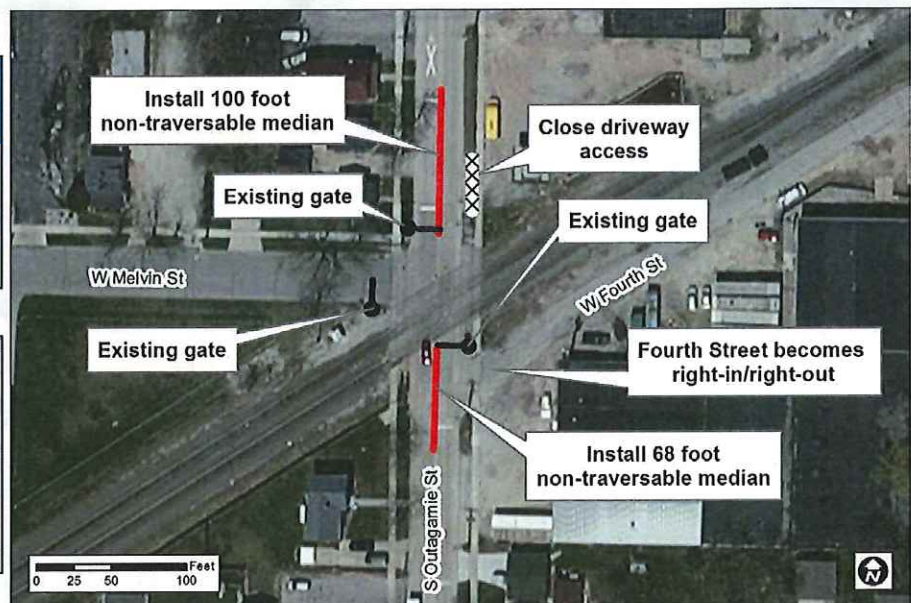 Install 100 foot
non-traversable median
Close driveway
access
Existing gate
Existing gate
W Melvin St
W Fourth St
Existing gate
Fourth Street becomes
right-in/right-out
Install 68 foot
non-traversable median
S Outagamie St
Feet
0 25 50 100
N